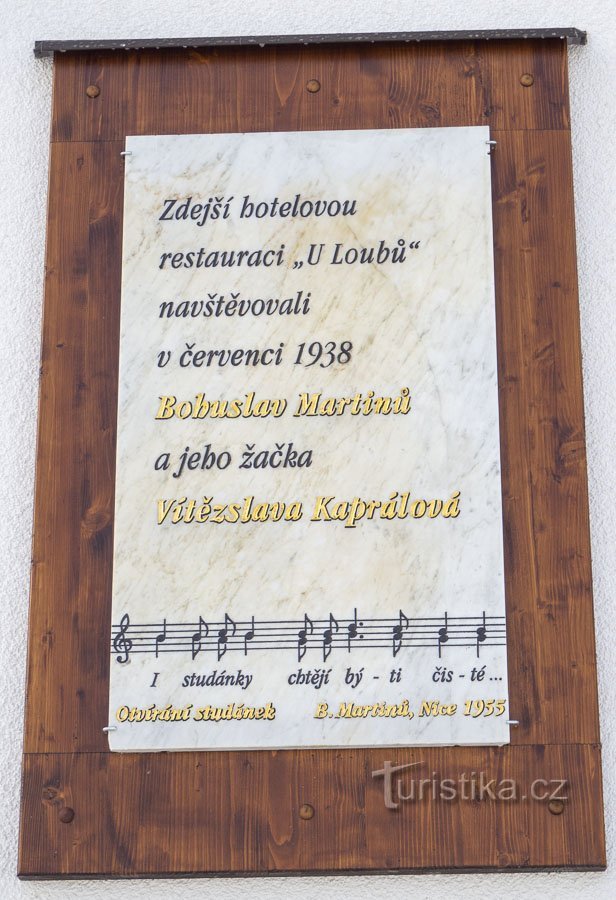 Zdejší hotelovou
restauraci „U Loubů“
navštěvovali
v červenci 1938
Bohuslav Martinů
a jeho žačka
Vítězslava Kaprálová
I studánky chtějí bý - ti čis - té ...
Otvírání studánek B. Martinů, Nice 1955
Turistika.cz